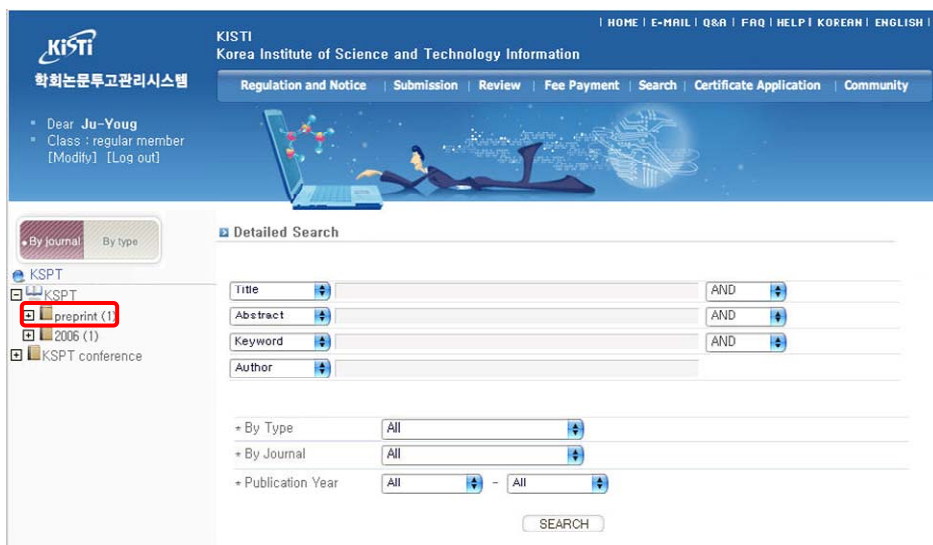 | HOME | E-MAIL | Q&A | FAQ | HELP | KOREAN | ENGLISH |
KiSTi
KISTI
Korea Institute of Science and Technology Information
학회논문투고관리시스템
Regulation and Notice | Submission | Review | Fee Payment | Search | Certificate Application | Community
Dear Ju-Youg
Class : regular member
[Modify] [Log out]
By journal By type
Detailed Search
KSPT
KSPT
preprint (1)
2006 (1)
KSPT conference
Title AND
Abstract AND
Keyword AND
Author
By Type All
By Journal All
Publication Year All - All
SEARCH